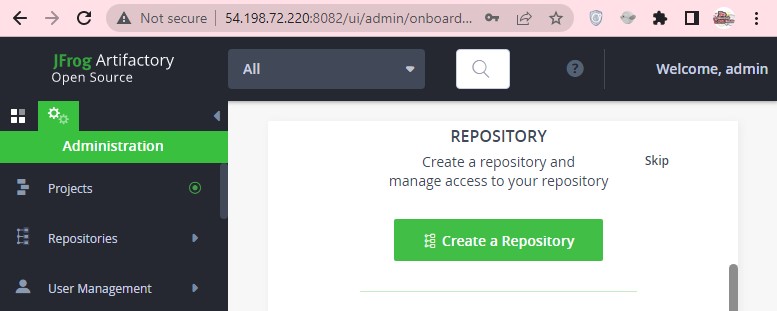 Not secure | 54.198.72.220:8082/ui/admin/onboard...
JFrog Artifactory
Open Source
All
Welcome, admin
Administration
Projects
Repositories
User Management
REPOSITORY
Create a repository and
manage access to your repository
Skip
Create a Repository